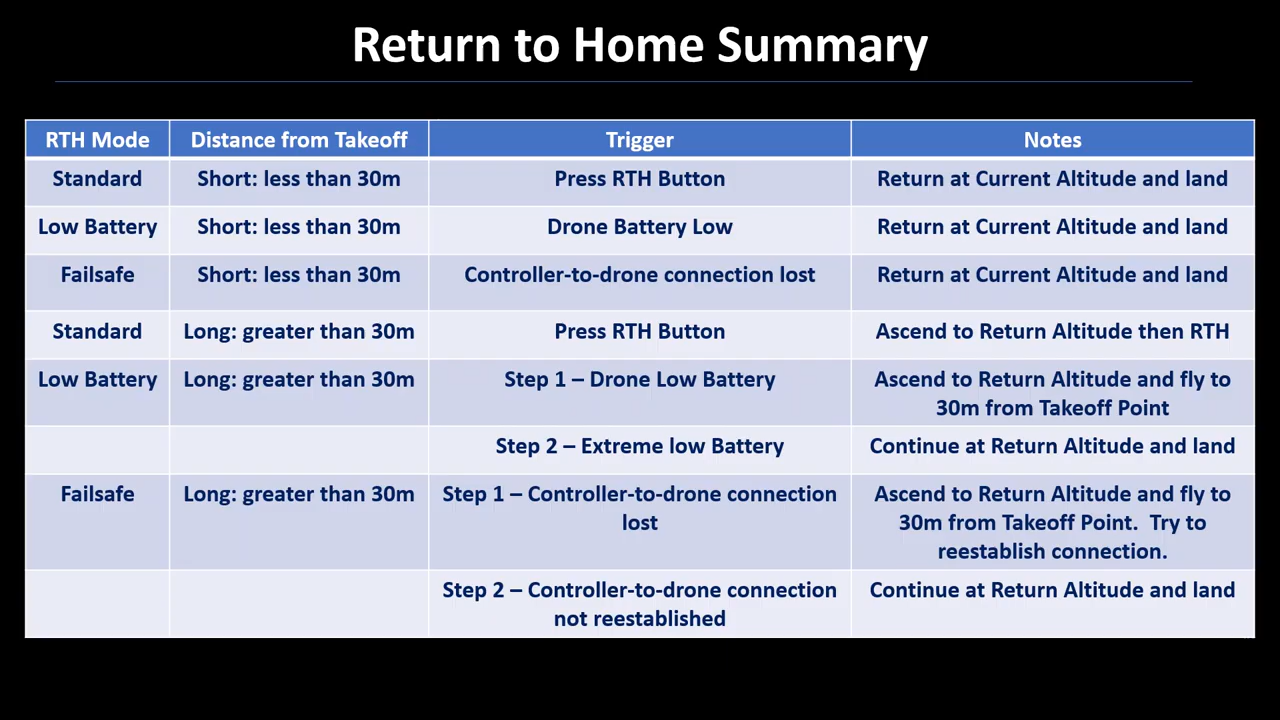 Return to Home Summary
RTH Mode Distance from Takeoff Trigger Notes
Standard Short: less than 30m Press RTH Button Return at Current Altitude and land
Low Battery Short: less than 30m Drone Battery Low Return at Current Altitude and land
Failsafe Short: less than 30m Controller-to-drone connection lost Return at Current Altitude and land
Standard Long: greater than 30m Press RTH Button Ascend to Return Altitude then RTH
Low Battery Long: greater than 30m Step 1 – Drone Low Battery Ascend to Return Altitude and fly to
30m from Takeoff Point
Step 2 – Extreme low Battery Continue at Return Altitude and land
Failsafe Long: greater than 30m Step 1 – Controller-to-drone connection Ascend to Return Altitude and fly to
lost 30m from Takeoff Point. Try to
reestablish connection.
Step 2 – Controller-to-drone connection Continue at Return Altitude and land
not reestablished